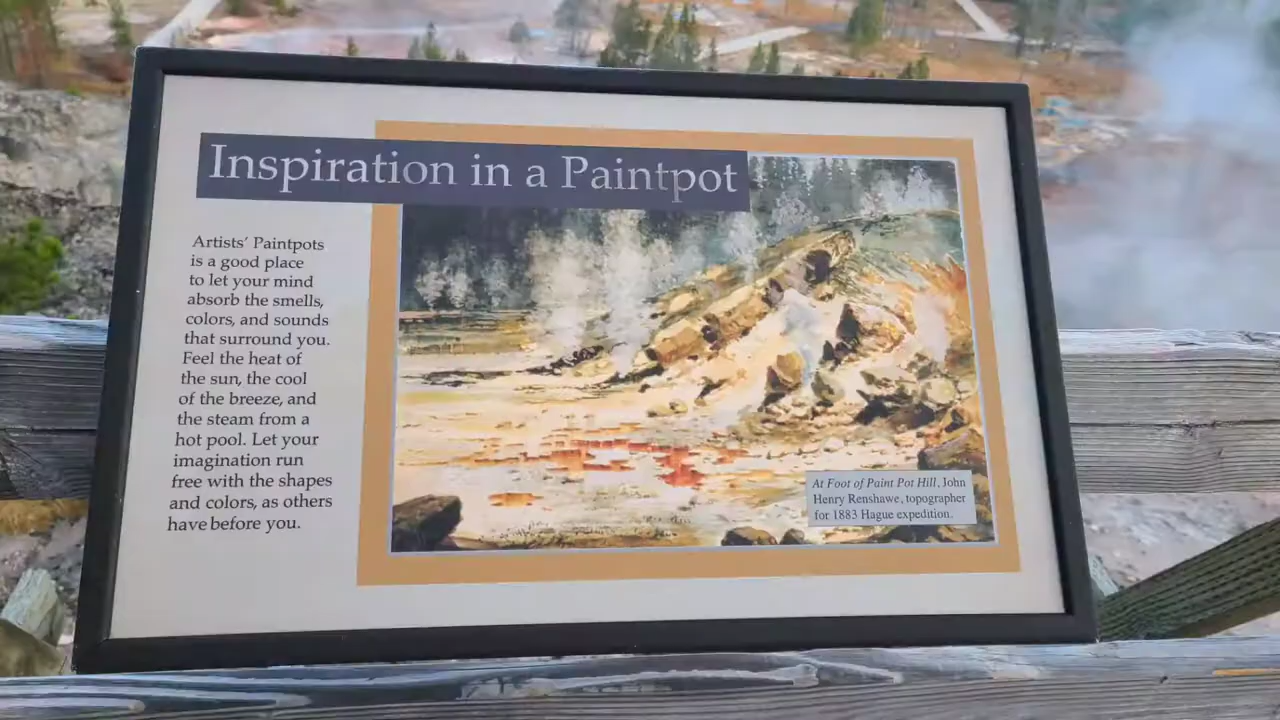 Inspiration in a Paintpot
Artists' Paintpots
is a good place
to let your mind
absorb the smells,
colors, and sounds
that surround you.
Feel the heat of
the sun, the cool
of the breeze, and
the steam from a
hot pool. Let your
imagination run
free with the shapes
and colors, as others
have before you.
At Foot of Paint Pot Hill, John
Henry Renshawe, topographer
for 1883 Hague expedition.